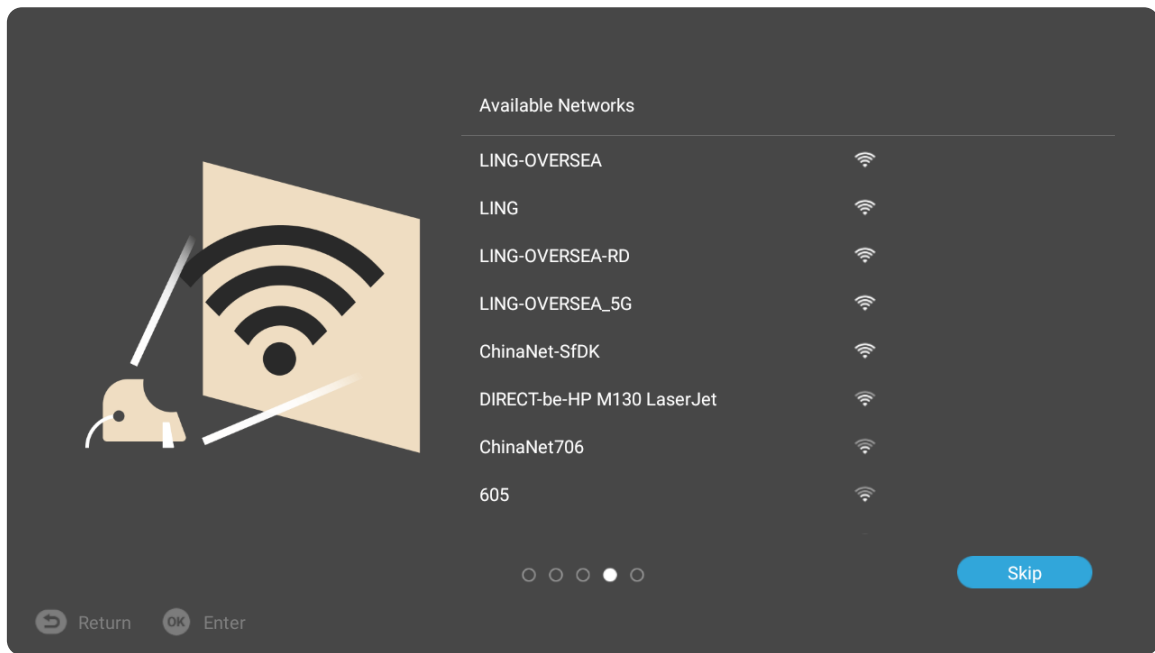 Available Networks
LING-OVERSEA
LING
LING-OVERSEA-RD
LING-OVERSEA_5G
ChinaNet-SfDK
DIRECT-be-HP M130 LaserJet
ChinaNet706
605
Skip
Return OK Enter